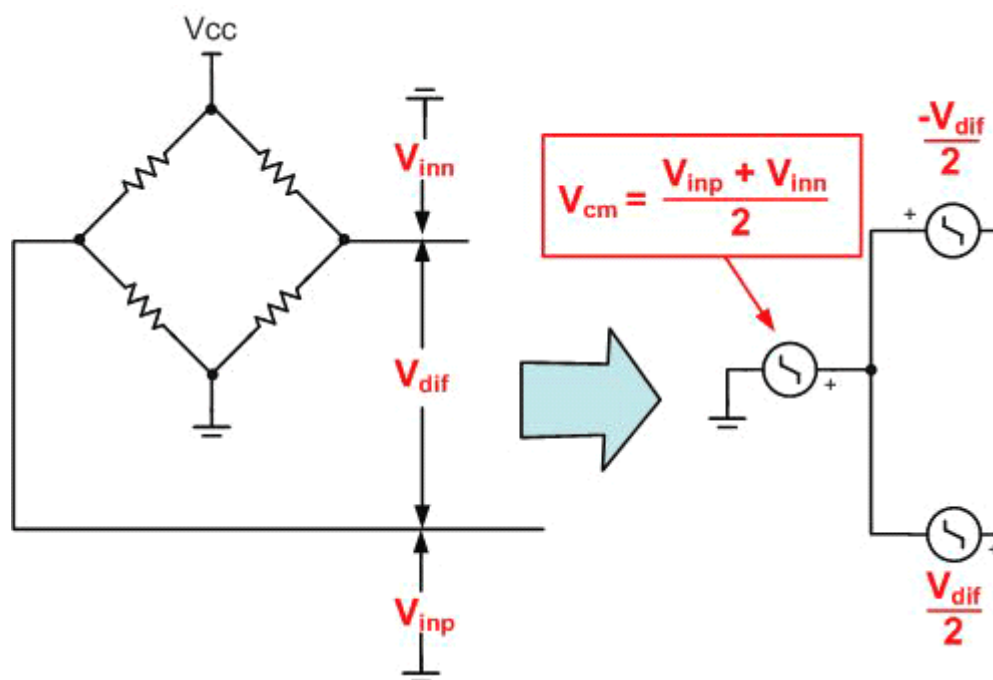 Vcc
Vinn
Vdif
Vinp
Vcm = Vinp + Vinn
2
-Vdif
2
+
+
+
Vdif
2